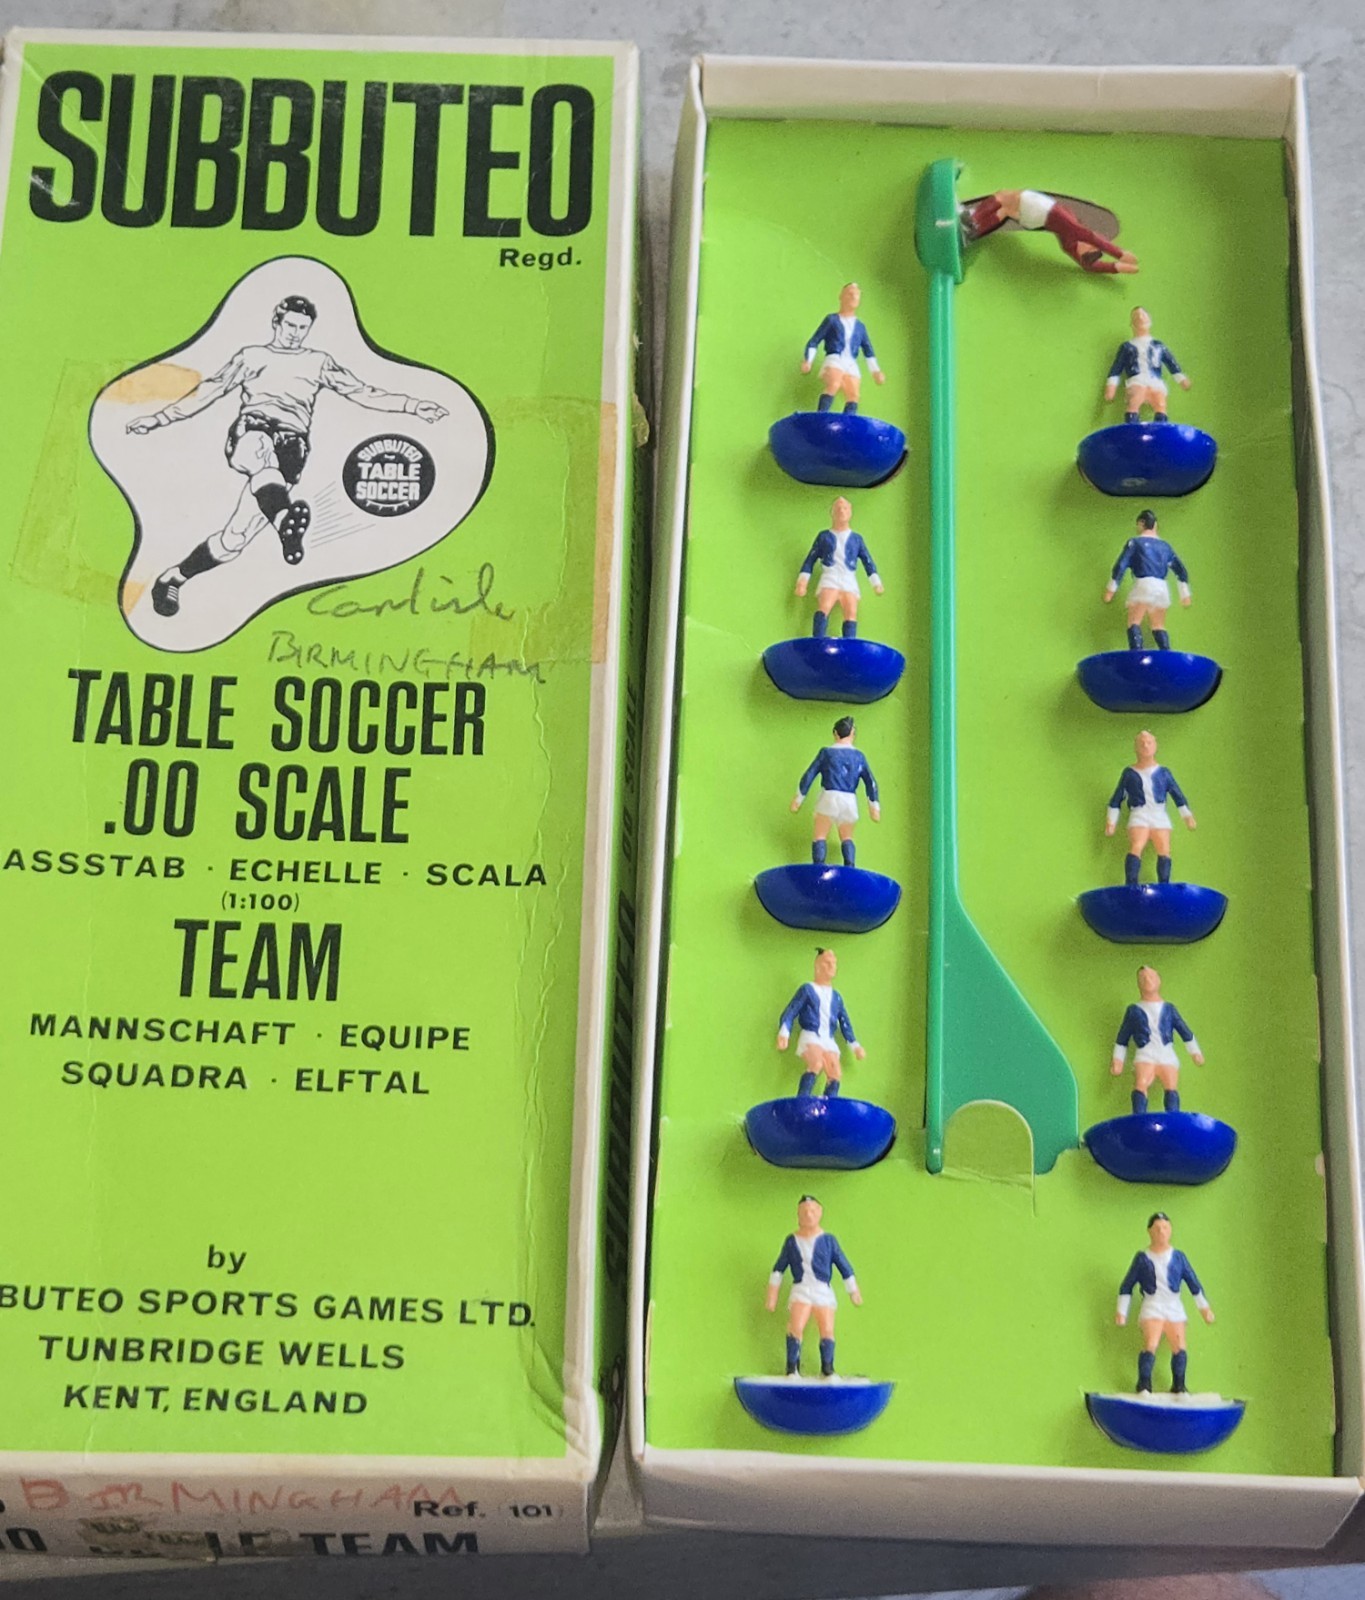 SUBBUTEO
Regd.
SUBBUTEO
TABLE
SOCCER
Carlisle
BIRMINGHAM
TABLE SOCCER
.00 SCALE
ASSSTAB · ECHELLE · SCALA
(1:100)
TEAM
MANNSCHAFT · EQUIPE
SQUADRA · ELFTAL
by
BUTEO SPORTS GAMES LTD.
TUNBRIDGE WELLS
KENT, ENGLAND
BIRMINGHAM Ref. (101)
TEAM
SUBBUTEO .00 SCALE